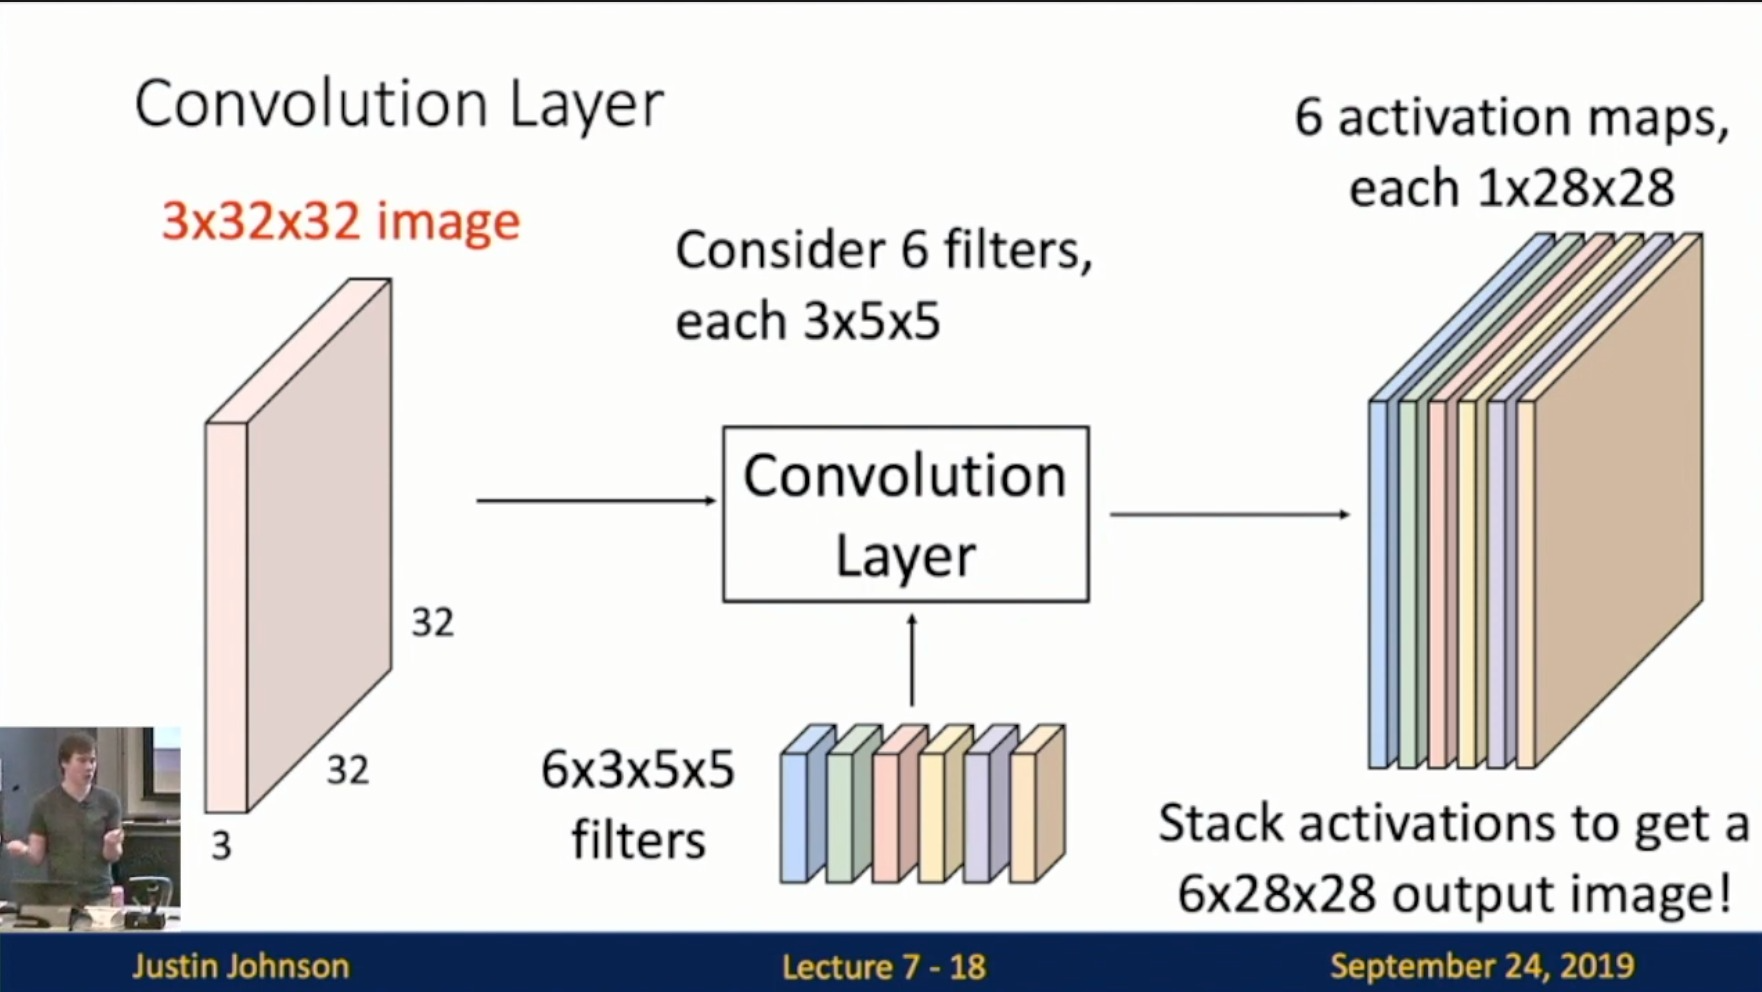 Convolution Layer
3x32x32 image
32
32
3
Consider 6 filters,
each 3x5x5
Convolution
Layer
6x3x5x5
filters
6 activation maps,
each 1x28x28
Stack activations to get a
6x28x28 output image!
Justin Johnson
Lecture 7 - 18
September 24, 2019